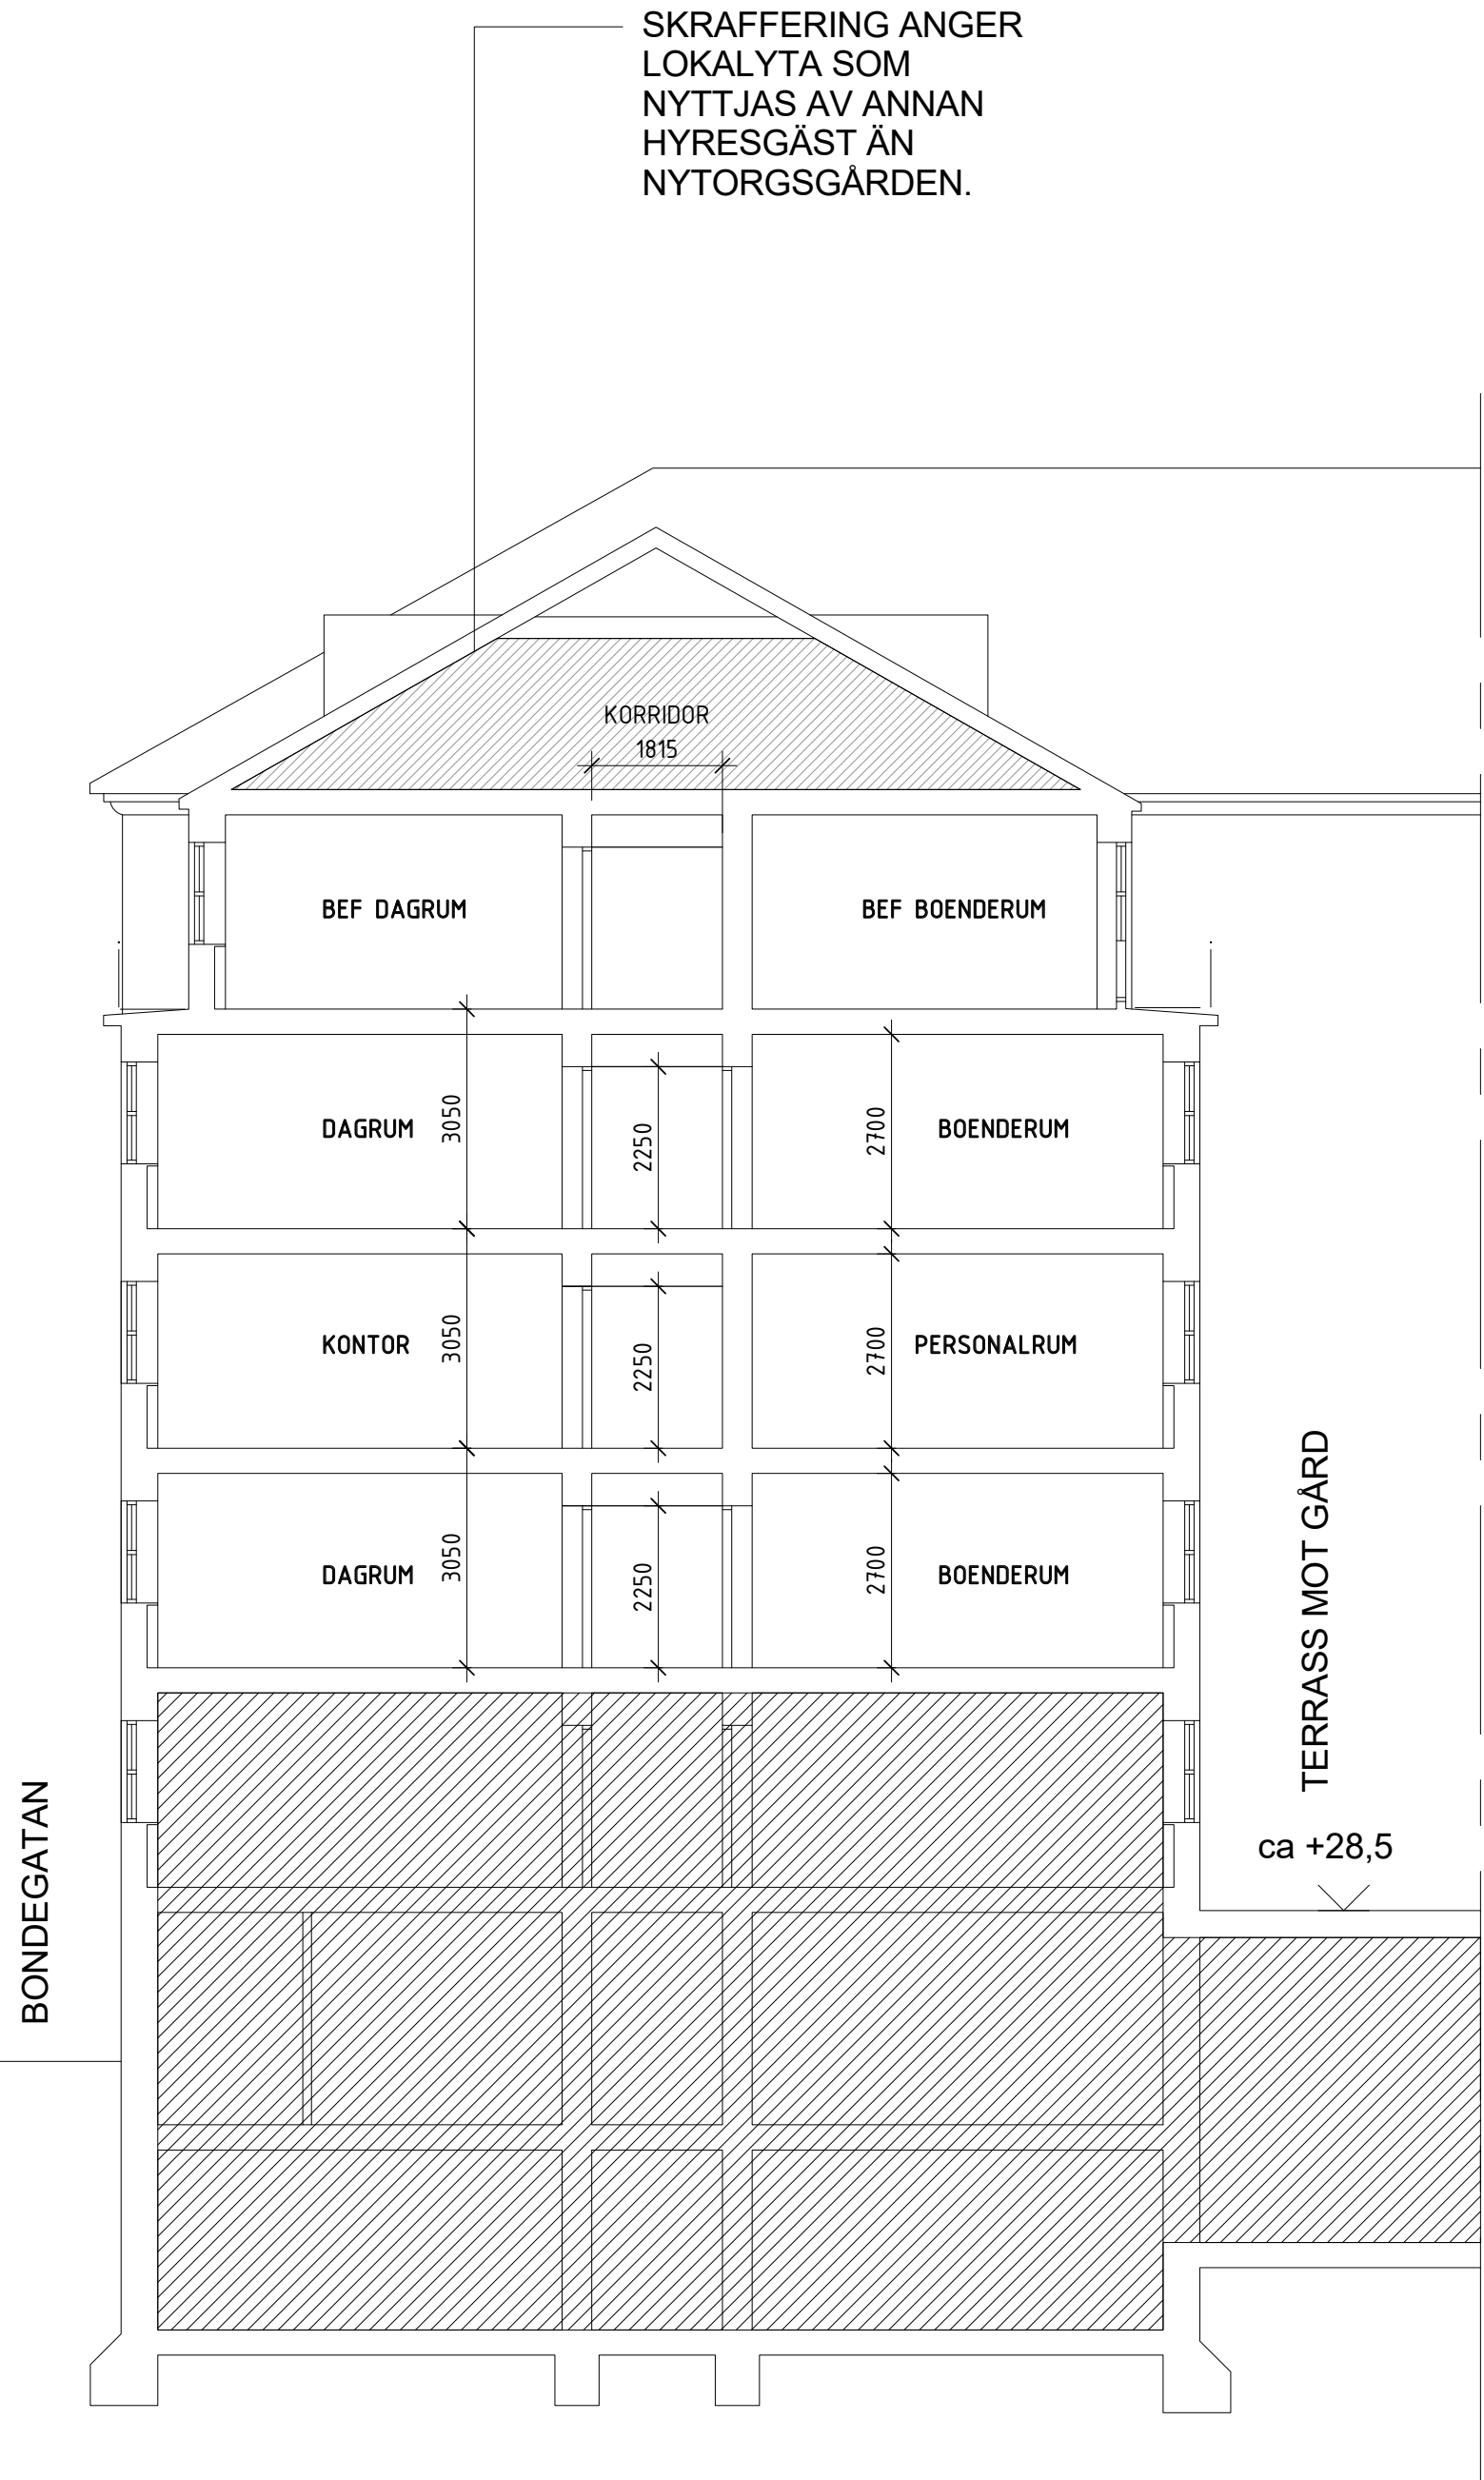 SKRAFFERING ANGER
LOKALYTA SOM
NYTTJAS AV ANNAN
HYRESGÄST ÄN
NYTORGSGÅRDEN.
KORRIDOR
1815
BEF DAGRUM
BEF BOENDERUM
DAGRUM
3050
2250
2700
BOENDERUM
KONTOR
3050
2250
2700
PERSONALRUM
DAGRUM
3050
2250
2700
BOENDERUM
TERRASS MOT GÅRD
ca +28,5
BONDEGATAN